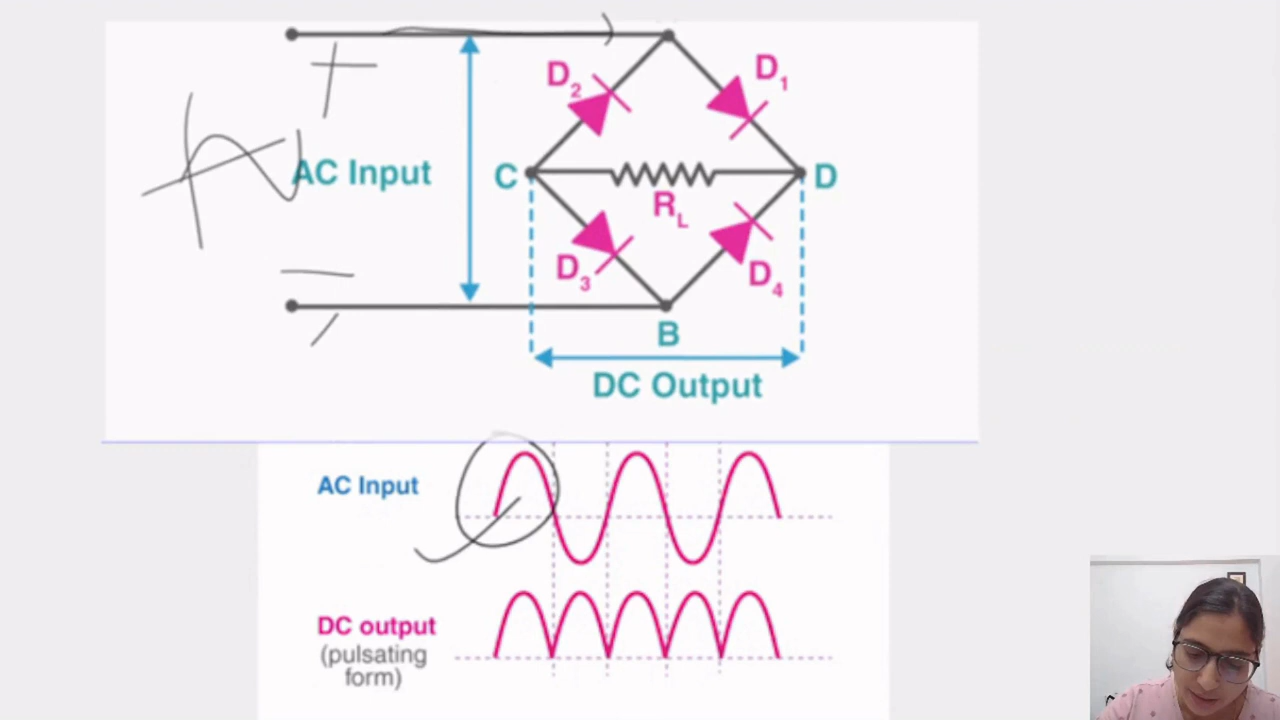 D2
D1
AC Input
C
D
RL
D3
D4
B
DC Output
AC Input
DC output
(pulsating
form)